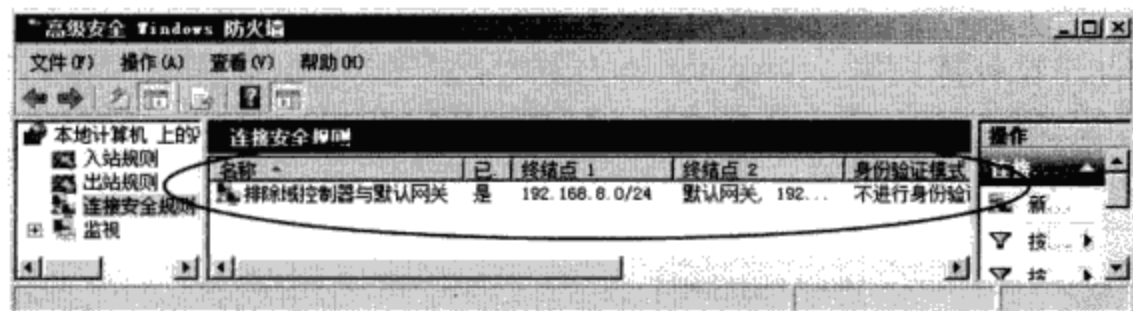 高级安全 Windows 防火墙
文件(F) 操作(A) 查看(V) 帮助(H)
本地计算机 上的
入站规则
出站规则
连接安全规则
监视
连接安全规则
名称 已. 终结点 1 终结点 2 身份验证模式
排除域控制器与默认网关 是 192.168.8.0/24 默认网关, 192... 不进行身份验证
操作
新...
按...
按...